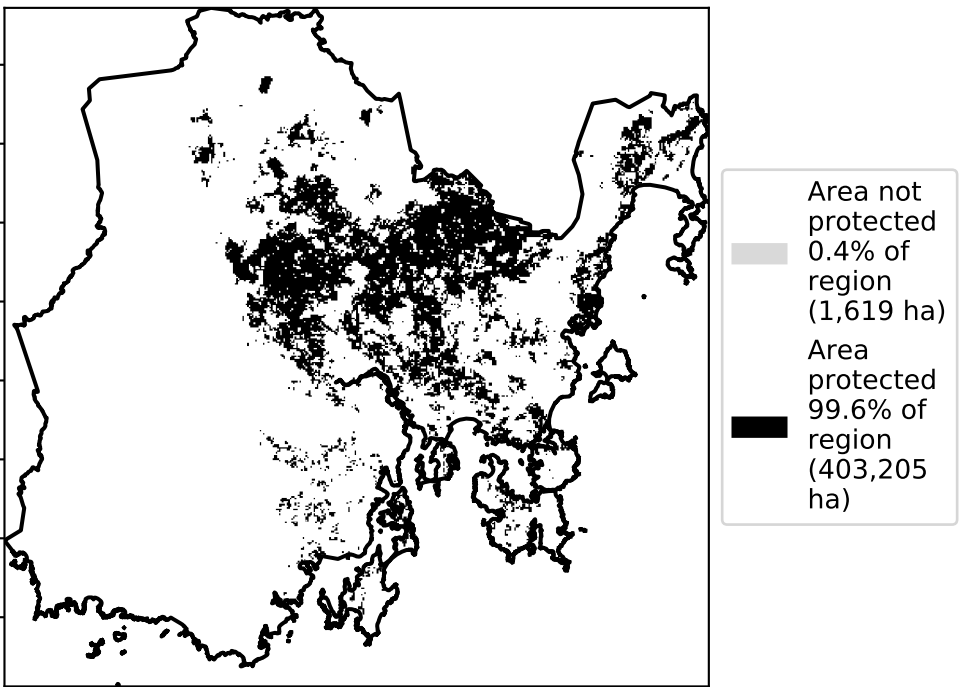 Area not
protected
0.4% of
region
(1,619 ha)
Area
protected
99.6% of
region
(403,205
ha)